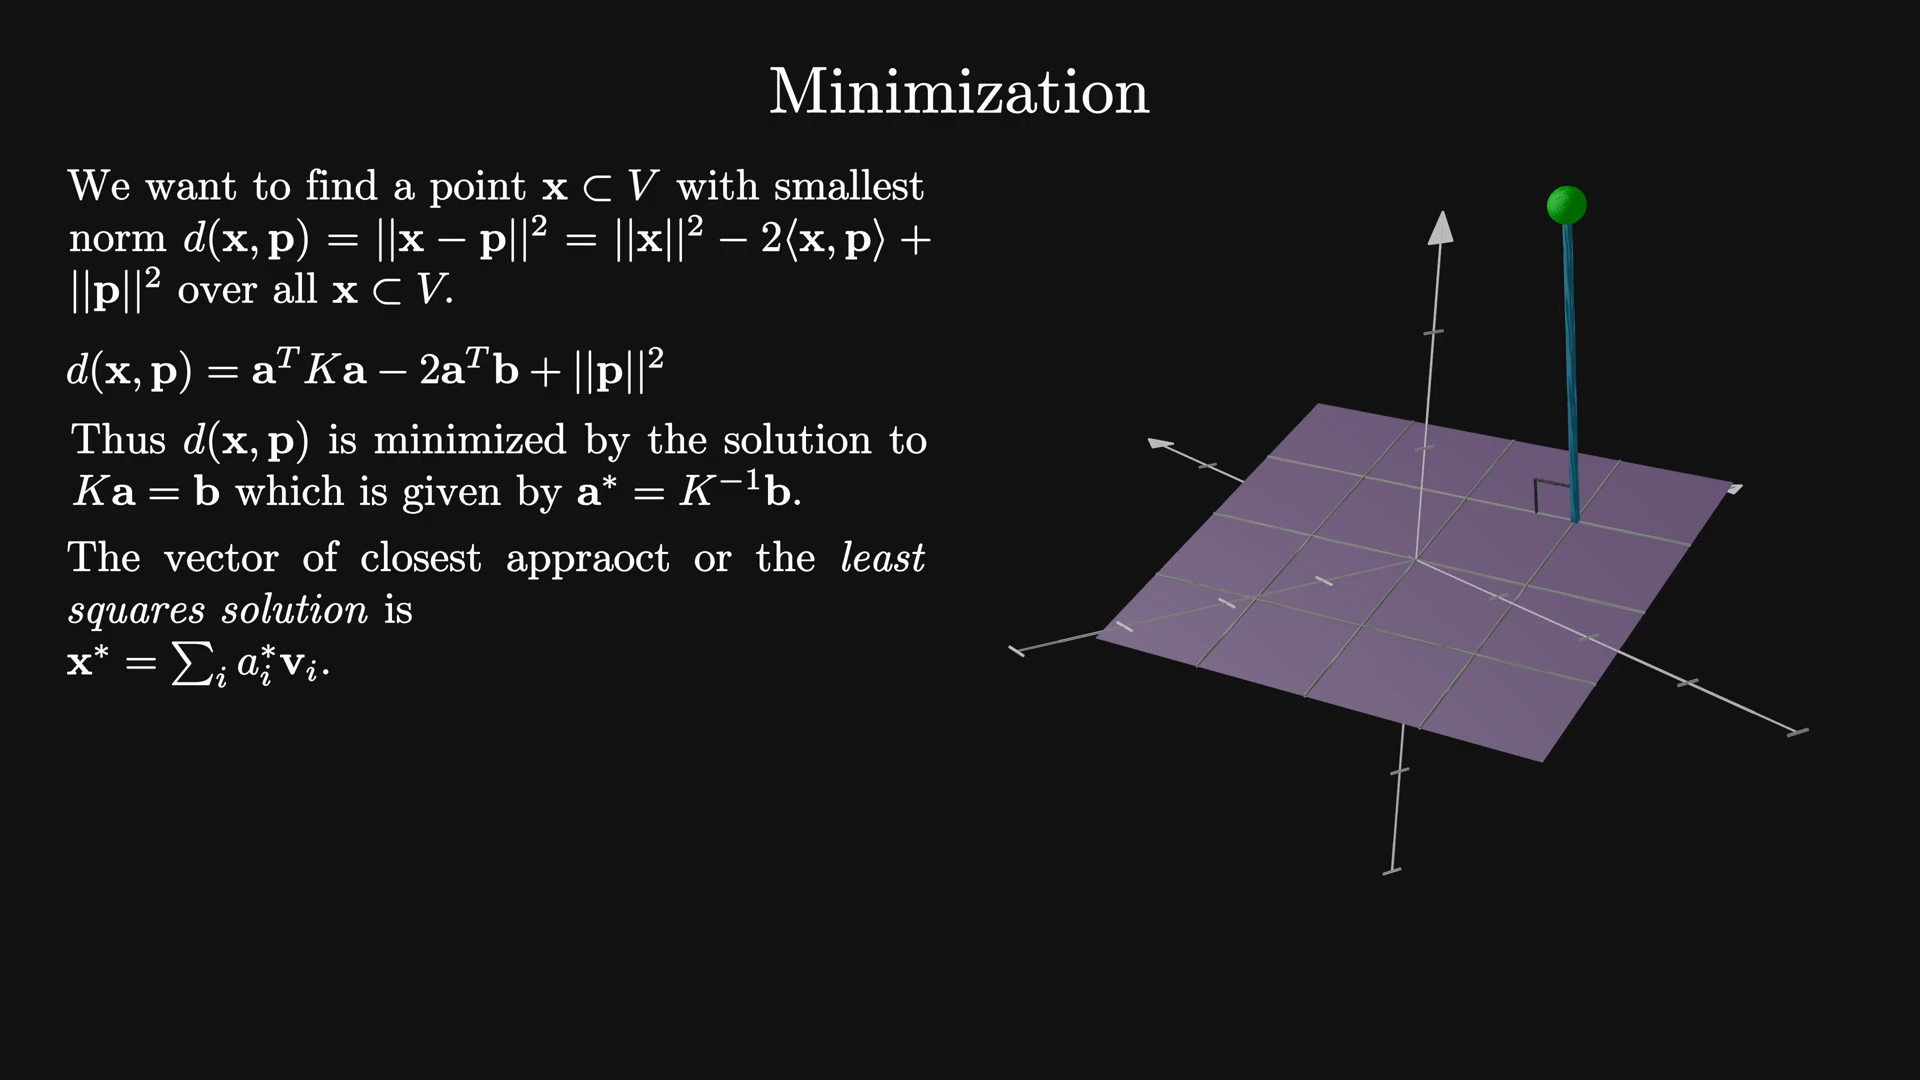 Minimization
We want to find a point x ⊂ V with smallest
norm d(x, p) = ||x − p||² = ||x||² − 2⟨x, p⟩ +
||p||² over all x ⊂ V.
d(x, p) = aᵀKa − 2aᵀb + ||p||²
Thus d(x, p) is minimized by the solution to
Ka = b which is given by a* = K⁻¹b.
The vector of closest appraoct or the least
squares solution is
x* = ∑ᵢ aᵢ* vᵢ.